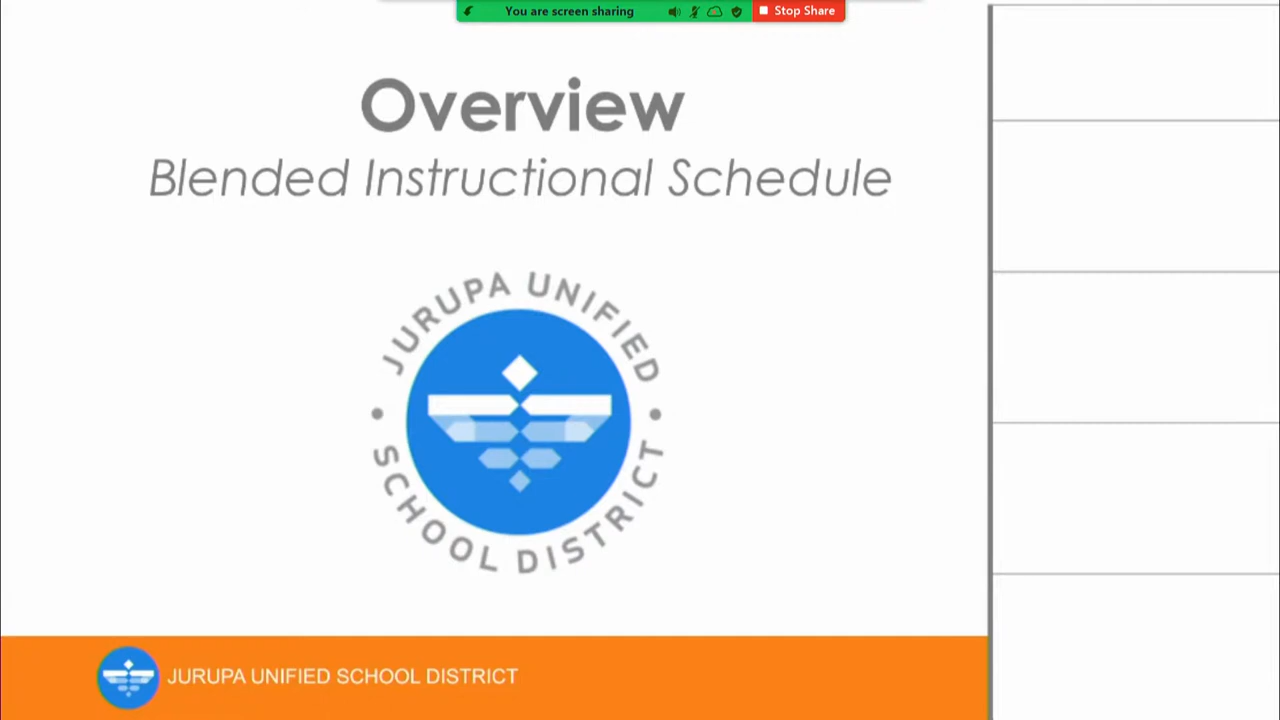 You are screen sharing
Stop Share
Overview
Blended Instructional Schedule
JURUPA UNIFIED
SCHOOL DISTRICT
JURUPA UNIFIED SCHOOL DISTRICT